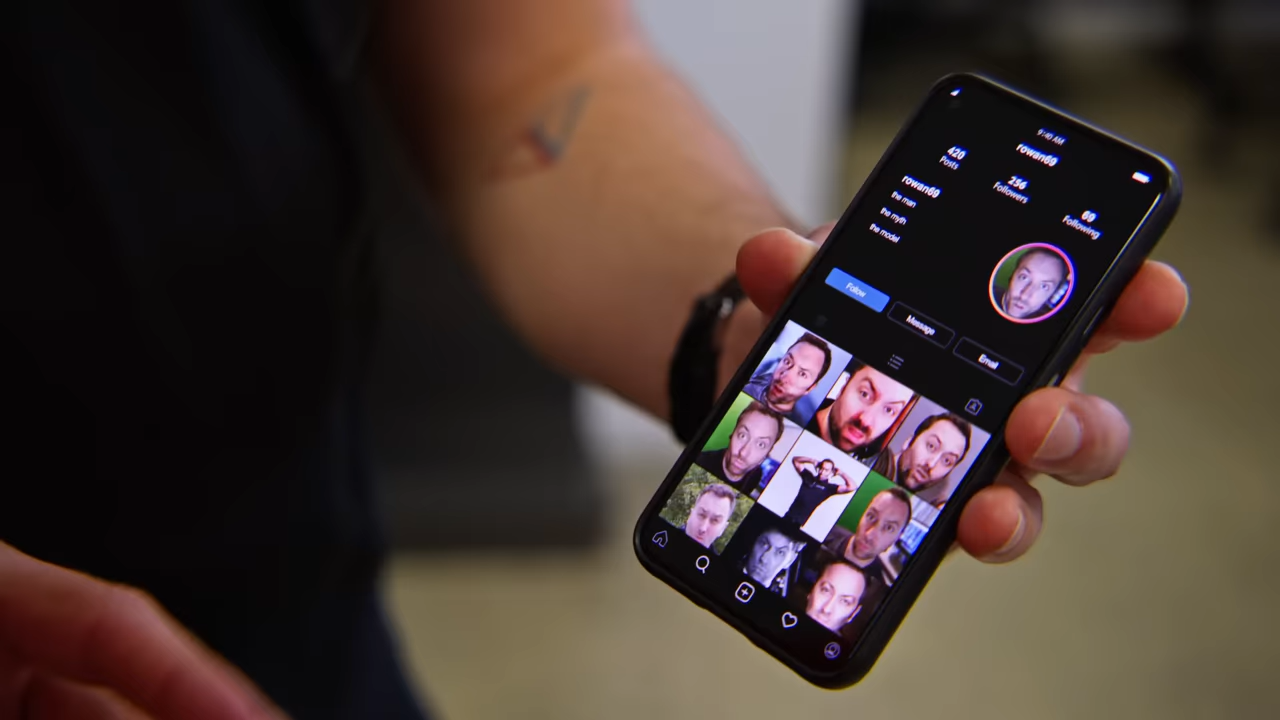 9:40 AM
rowan69
420
Posts
256
Followers
69
Following
rowan69
the man
the myth
the model
Follow
Message
Email